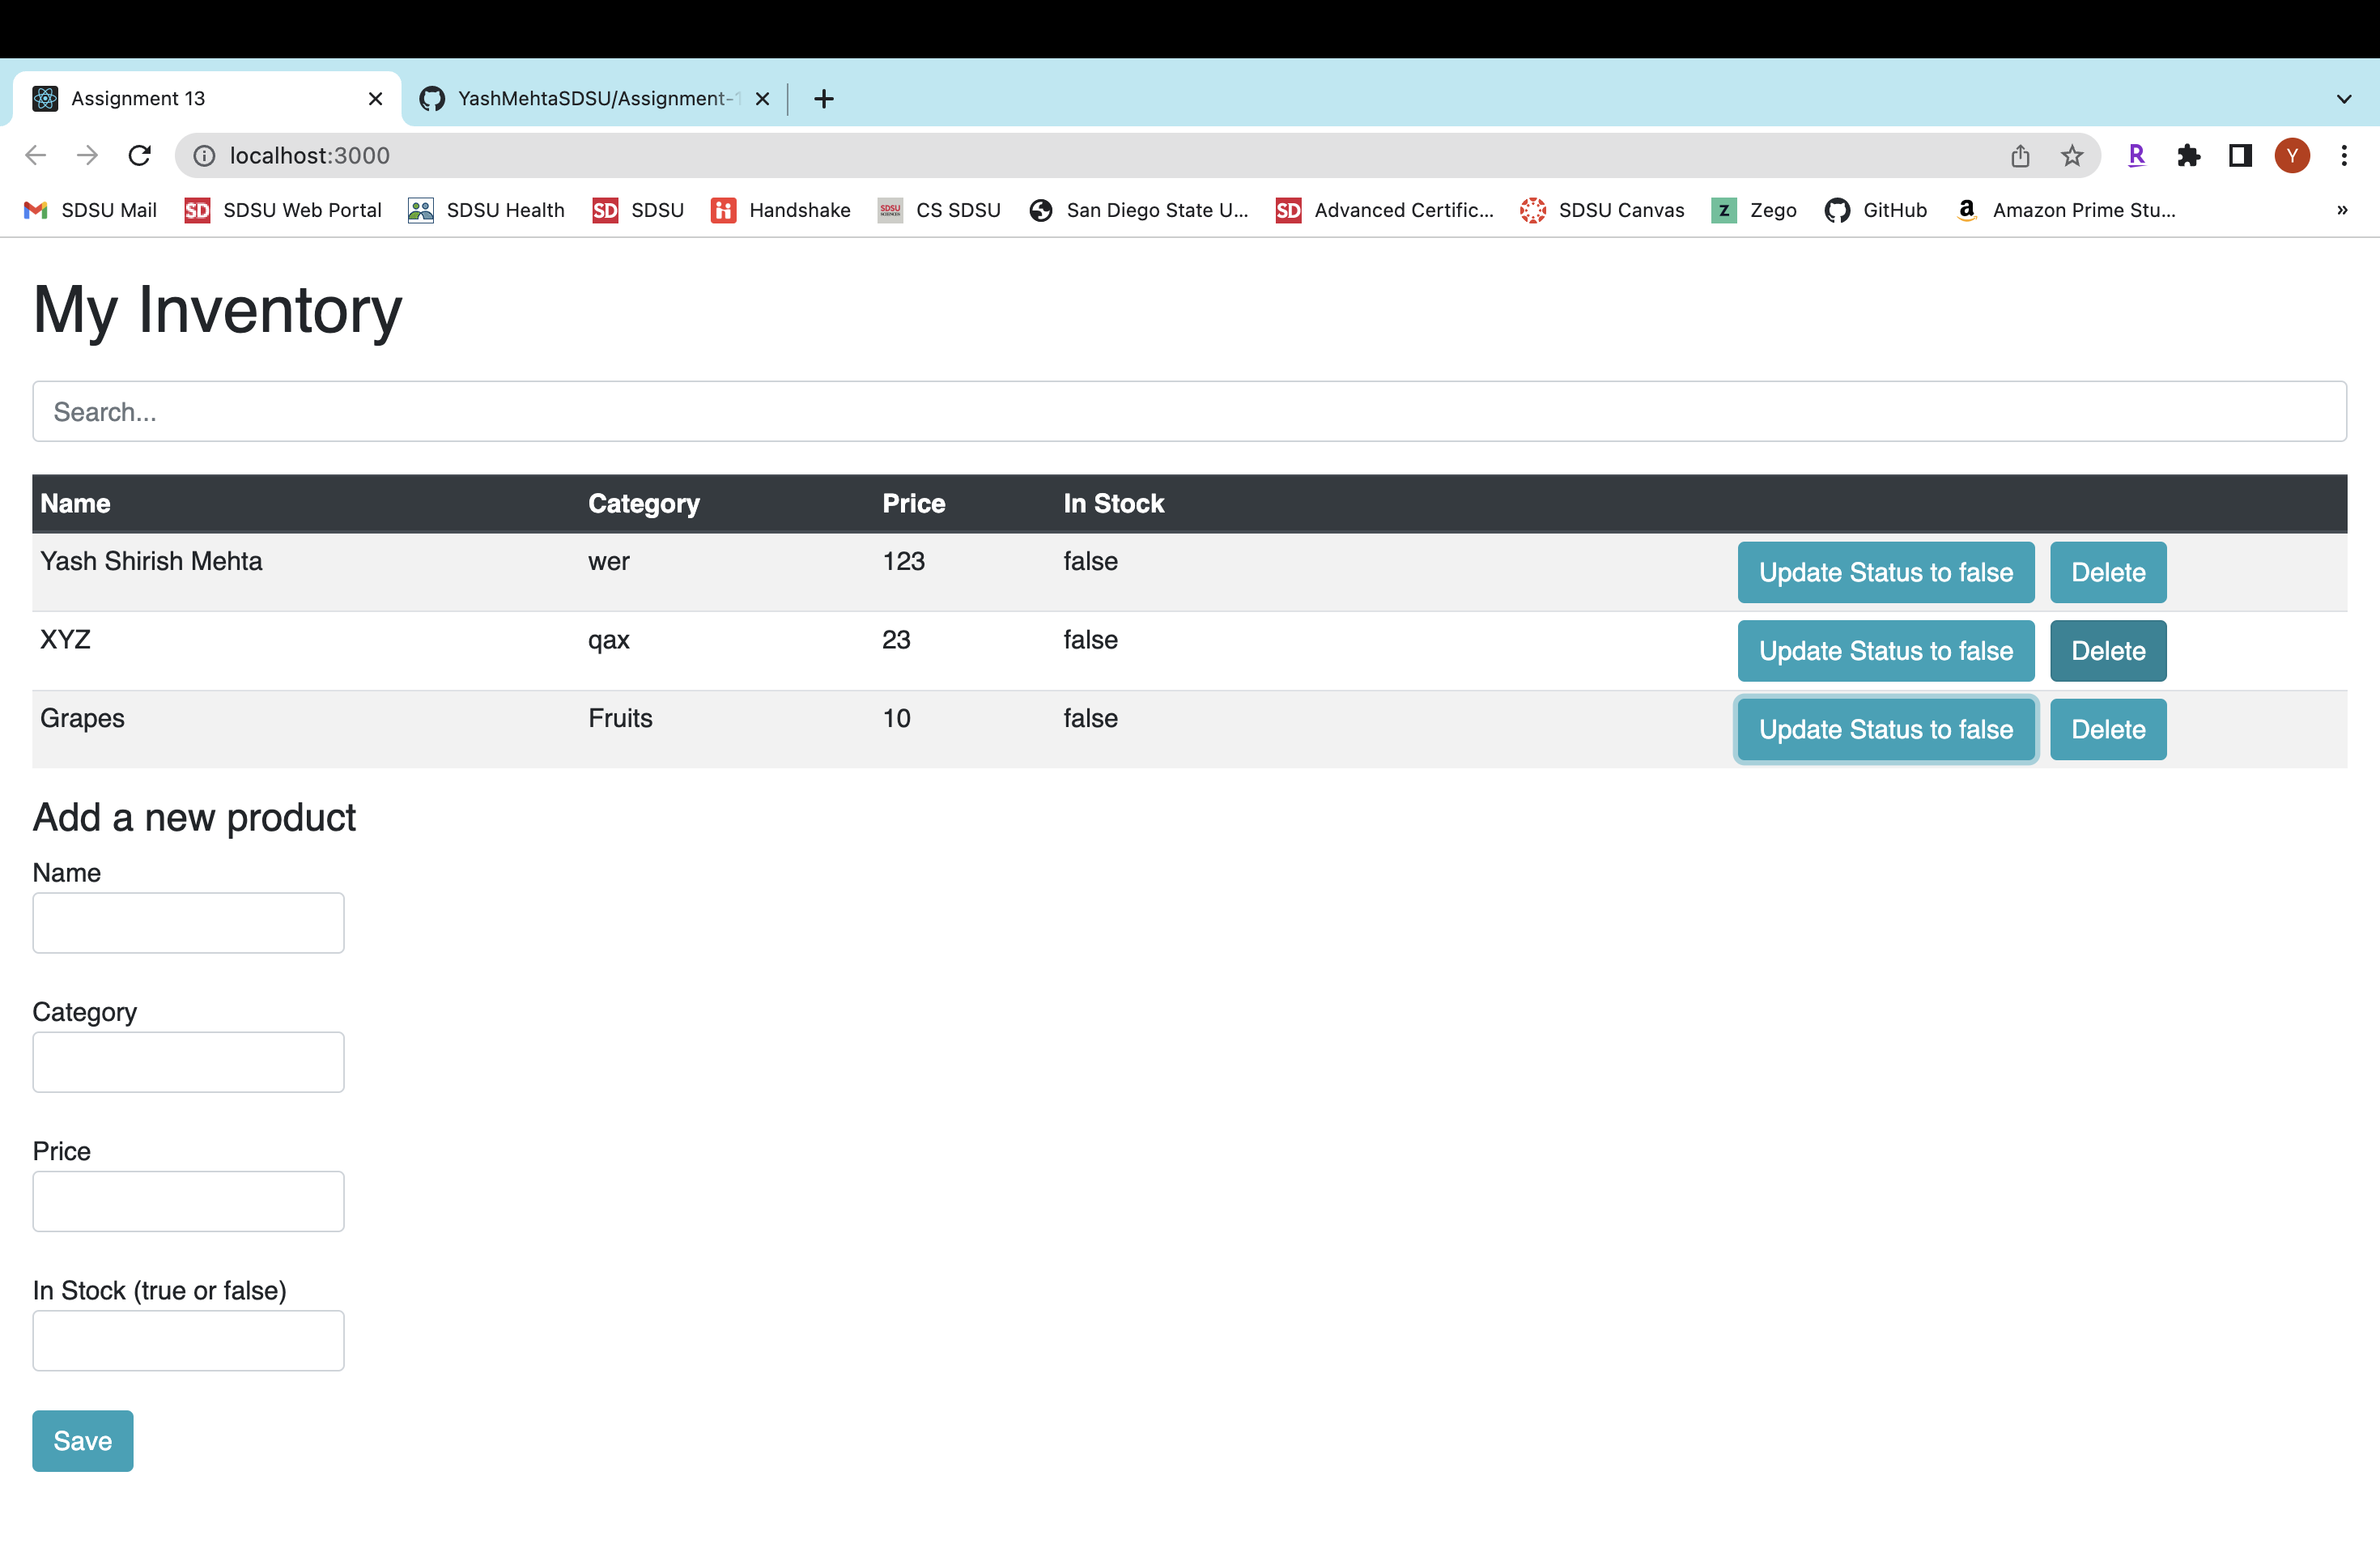 Assignment 13
YashMehtaSDSU/Assignment-1
localhost:3000
R
Y
SDSU Mail
SD SDSU Web Portal
SDSU Health
SD SDSU
Handshake
SDSU CS SDSU
San Diego State U...
SD Advanced Certific...
SDSU Canvas
Z Zego
GitHub
a Amazon Prime Stu...
»
My Inventory
Search...
Name Category Price In Stock
Yash Shirish Mehta wer 123 false Update Status to false Delete
XYZ qax 23 false Update Status to false Delete
Grapes Fruits 10 false Update Status to false Delete
Add a new product
Name
Category
Price
In Stock (true or false)
Save